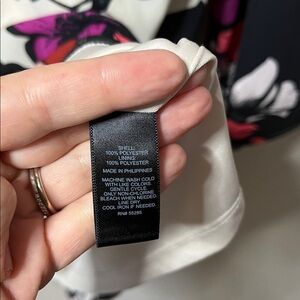 SHELL:
100% POLYESTER
LINING:
100% POLYESTER
MADE IN PHILIPPINES
MACHINE WASH COLD
WITH LIKE COLORS.
GENTLE CYCLE.
ONLY NON-CHLORINE
BLEACH WHEN NEEDED.
LINE DRY.
COOL IRON IF NEEDED.
RN# 55285